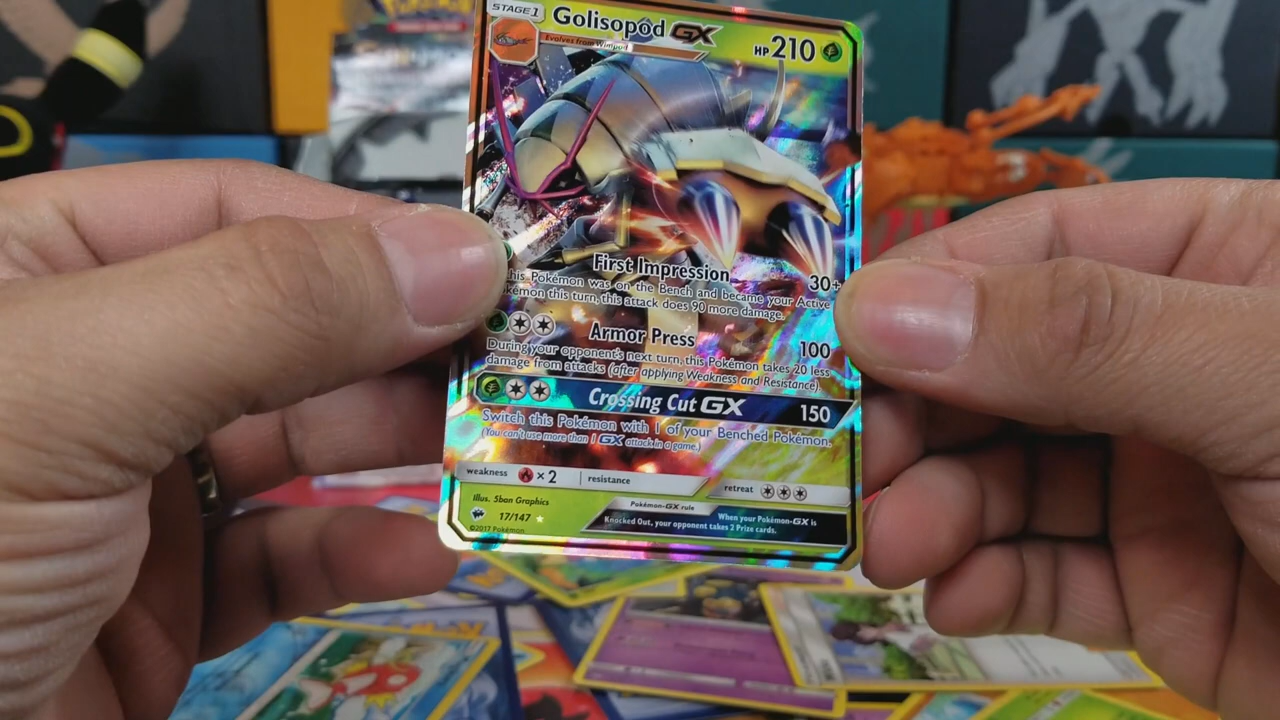 STAGE 1
Golisopod GX
HP 210
Evolves from Wimpod
First Impression 30+
his Pokémon was on the Bench and became your Active
kémon this turn, this attack does 90 more damage.
Armor Press 100
During your opponent's next turn, this Pokémon takes 20 less
damage from attacks (after applying Weakness and Resistance)
Crossing Cut GX 150
Switch this Pokémon with 1 of your Benched Pokémon.
(You can't use more than 1 GX attack in a game.)
weakness ×2 resistance
retreat
Illus. 5ban Graphics
Pokémon-GX rule
When your Pokémon-GX is
17/147
Knocked Out, your opponent takes 2 Prize cards.
©2017 Pokémon